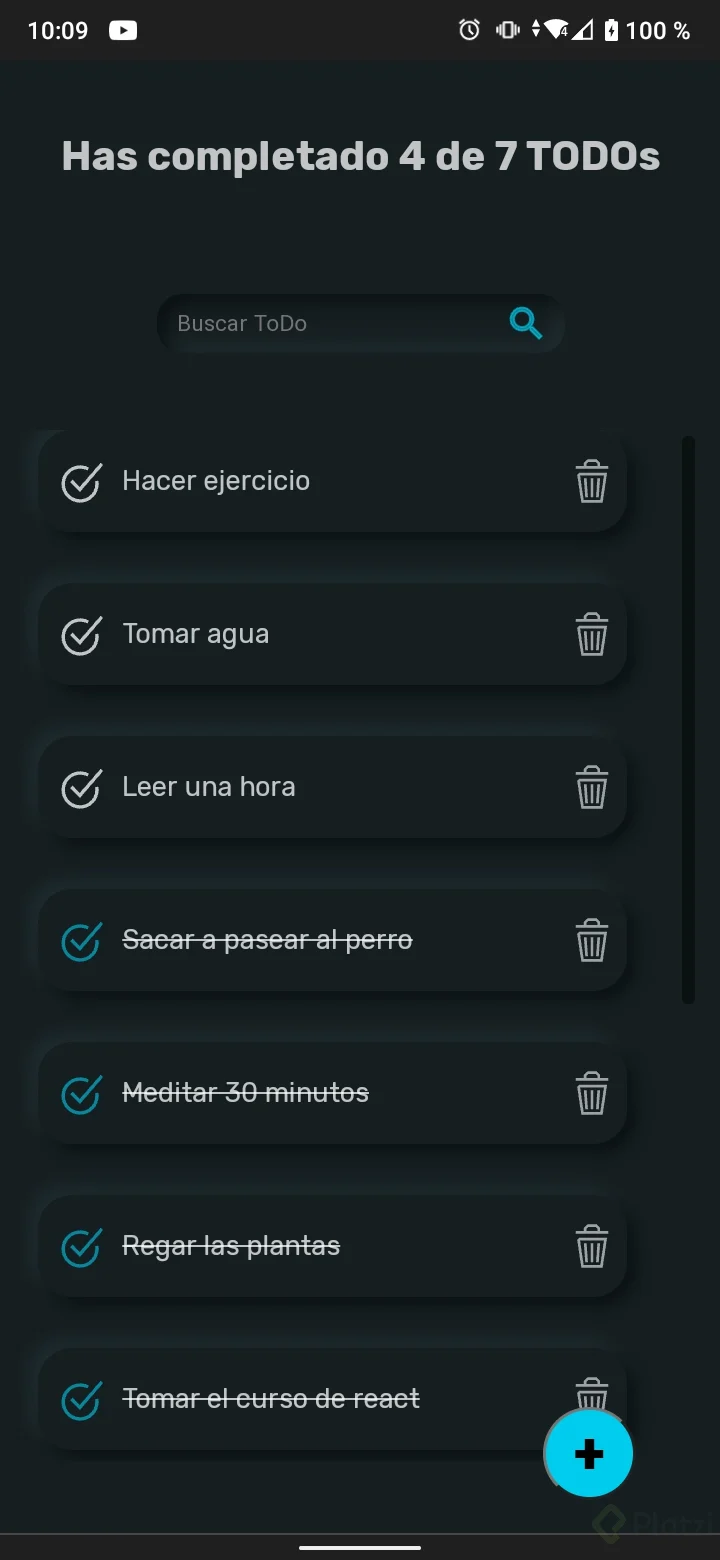 10:09
4
100 %
Has completado 4 de 7 TODOs
Buscar ToDo
Hacer ejercicio
Tomar agua
Leer una hora
Sacar a pasear al perro
Meditar 30 minutos
Regar las plantas
Tomar el curso de react
Platzi